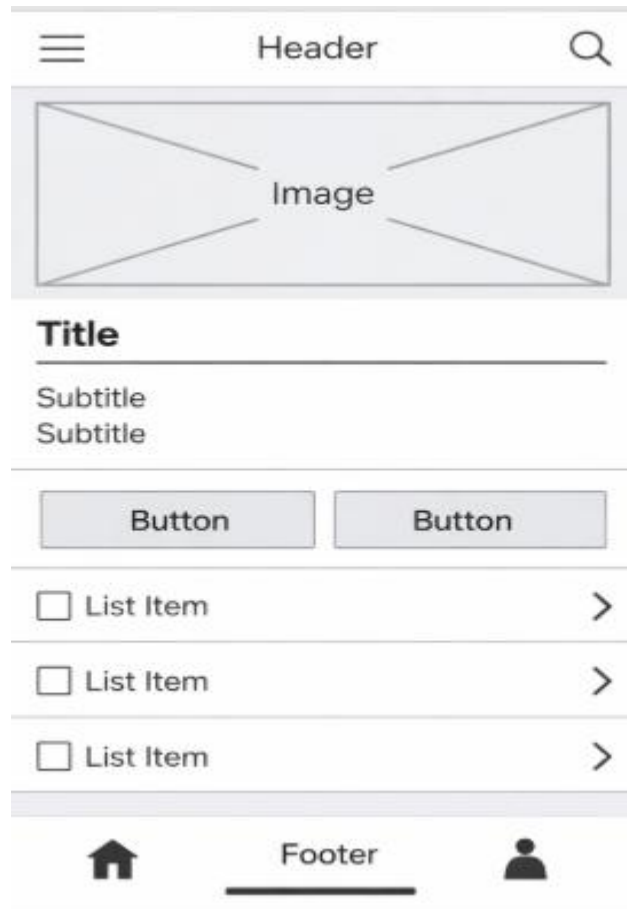 Header
Image
Title
Subtitle
Subtitle
Button Button
List Item
List Item
List Item
Footer